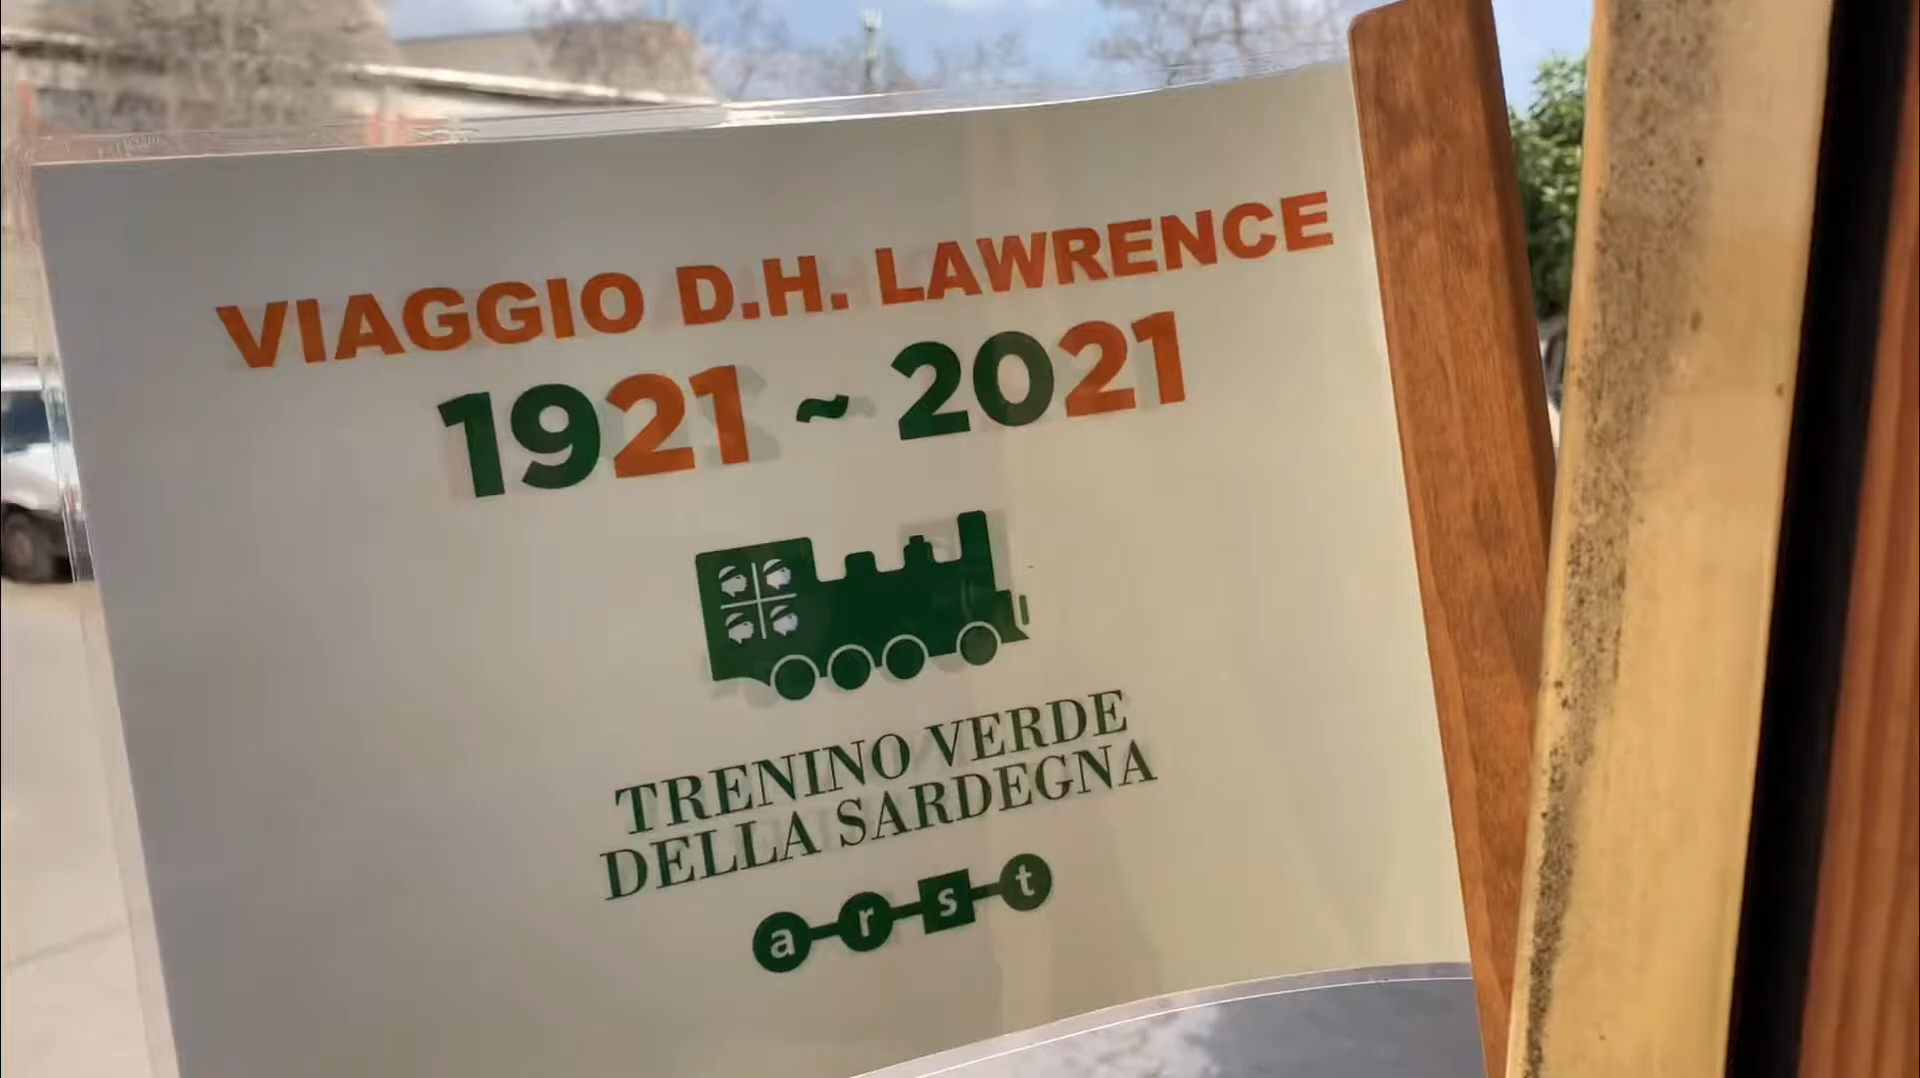 VIAGGIO D.H. LAWRENCE
1921 ~ 2021
TRENINO VERDE
DELLA SARDEGNA
arst